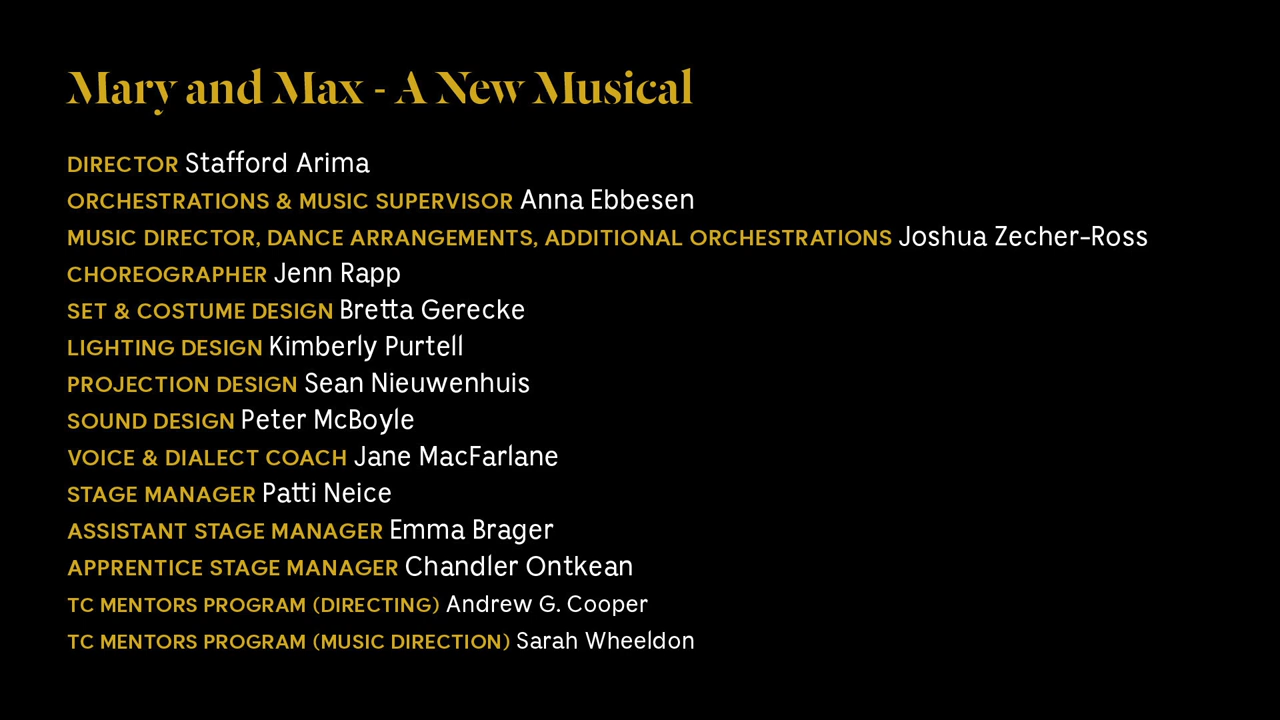 Mary and Max - A New Musical
DIRECTOR Stafford Arima
ORCHESTRATIONS & MUSIC SUPERVISOR Anna Ebbesen
MUSIC DIRECTOR, DANCE ARRANGEMENTS, ADDITIONAL ORCHESTRATIONS Joshua Zecher-Ross
CHOREOGRAPHER Jenn Rapp
SET & COSTUME DESIGN Bretta Gerecke
LIGHTING DESIGN Kimberly Purtell
PROJECTION DESIGN Sean Nieuwenhuis
SOUND DESIGN Peter McBoyle
VOICE & DIALECT COACH Jane MacFarlane
STAGE MANAGER Patti Neice
ASSISTANT STAGE MANAGER Emma Brager
APPRENTICE STAGE MANAGER Chandler Ontkean
TC MENTORS PROGRAM (DIRECTING) Andrew G. Cooper
TC MENTORS PROGRAM (MUSIC DIRECTION) Sarah Wheeldon